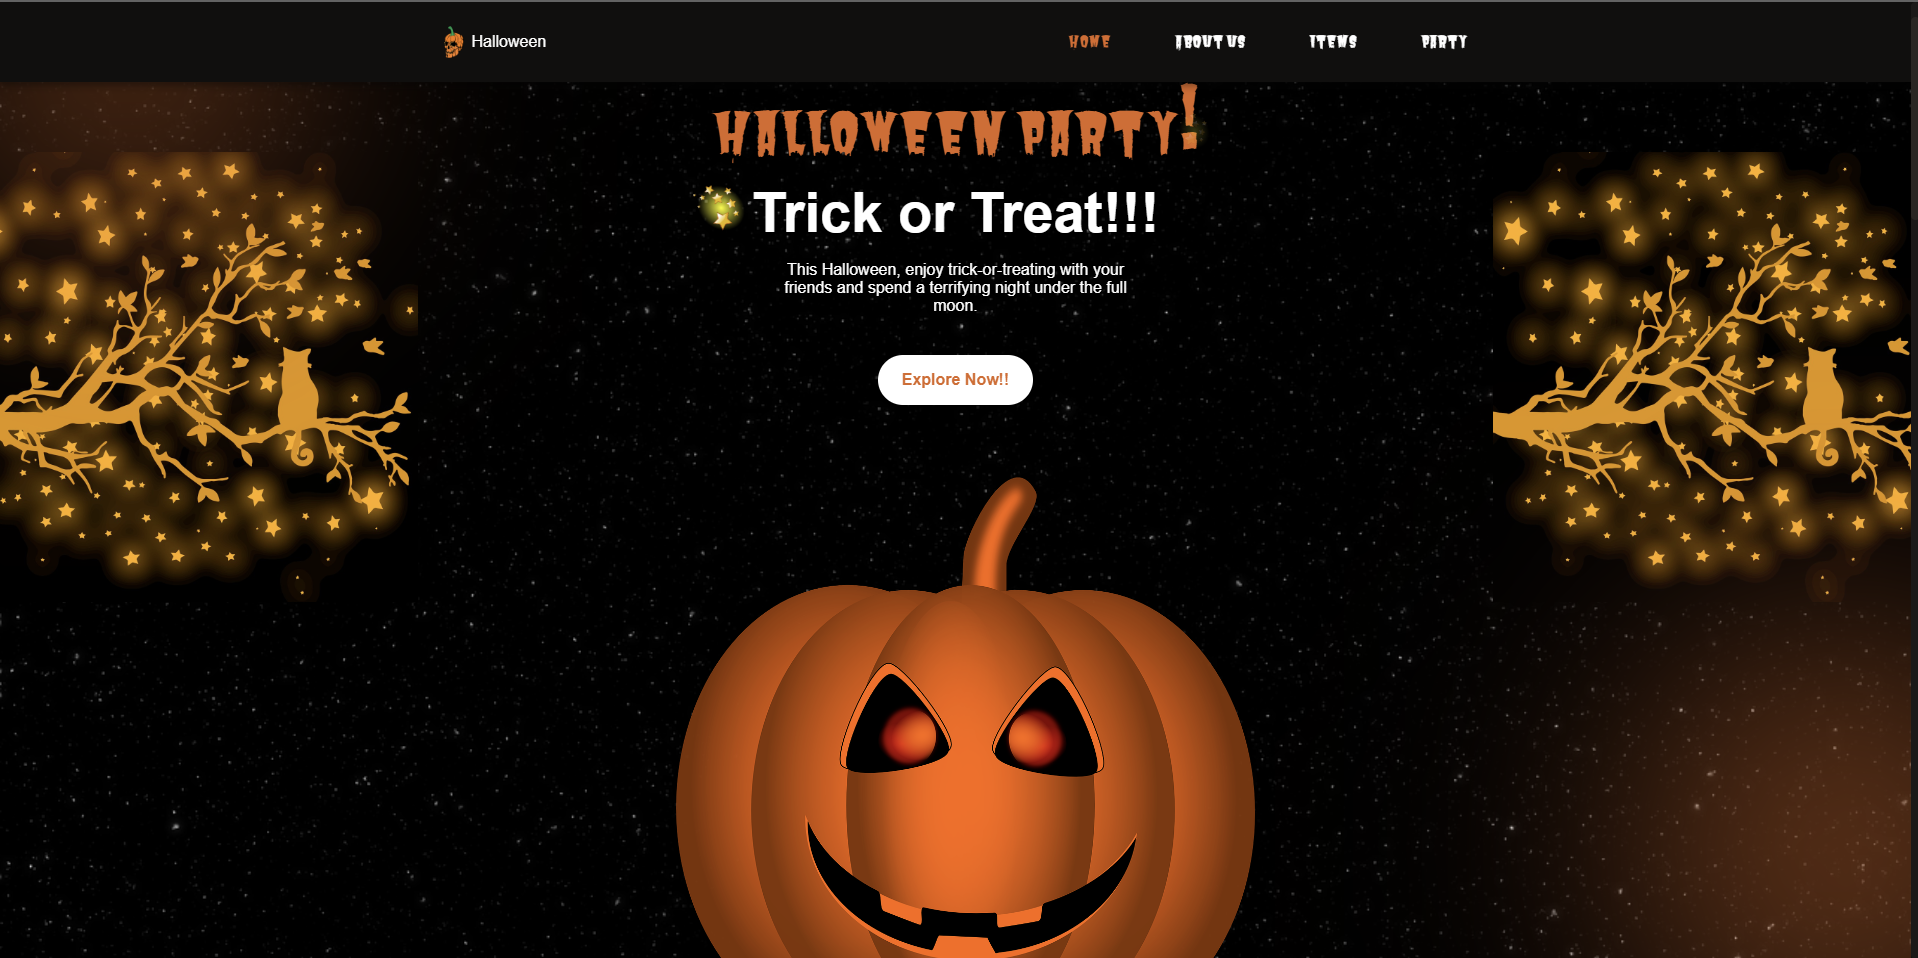 Halloween
HOME ABOUT US ITEMS PARTY
HALLOWEEN PARTY!
Trick or Treat!!!
This Halloween, enjoy trick-or-treating with your
friends and spend a terrifying night under the full
moon.
Explore Now!!